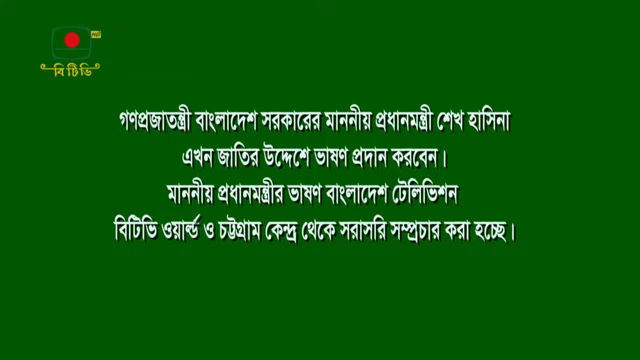 HD
বিটিভি
গণপ্রজাতন্ত্রী বাংলাদেশ সরকারের মাননীয় প্রধানমন্ত্রী শেখ হাসিনা
এখন জাতির উদ্দেশে ভাষণ প্রদান করবেন।
মাননীয় প্রধানমন্ত্রীর ভাষণ বাংলাদেশ টেলিভিশন
বিটিভি ওয়ার্ল্ড ও চট্টগ্রাম কেন্দ্র থেকে সরাসরি সম্প্রচার করা হচ্ছে।